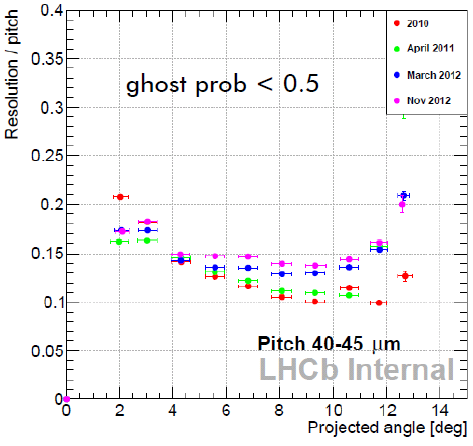 Resolution / pitch
0.4
0.35
0.3
0.25
0.2
0.15
0.1
0.05
0
ghost prob < 0.5
2010
April 2011
March 2012
Nov 2012
Pitch 40-45 μm
LHCb Internal
0 2 4 6 8 10 12 14
Projected angle [deg]